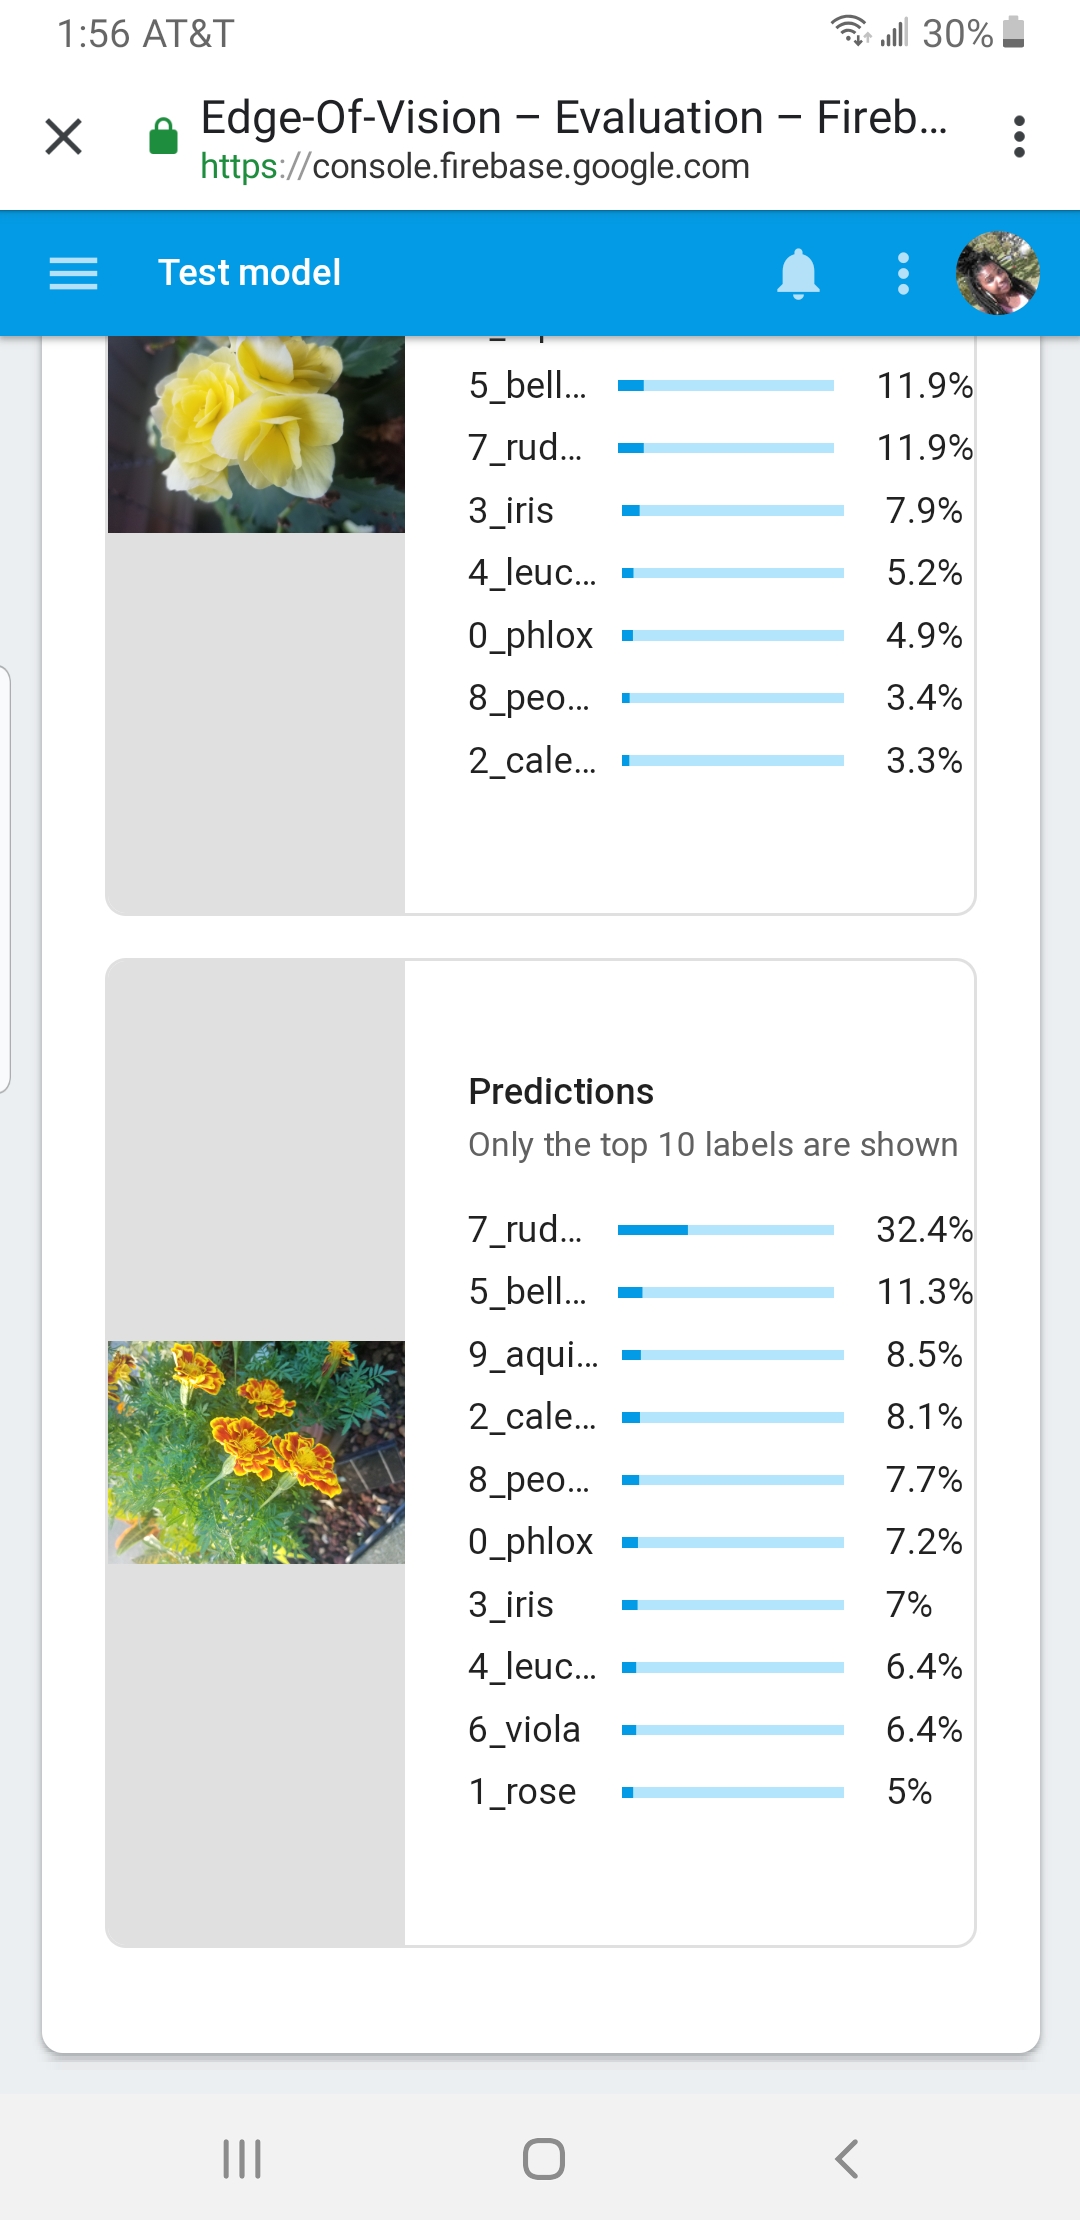 1:56 AT&T 30%
Edge-Of-Vision – Evaluation – Fireb...
https://console.firebase.google.com
Test model
5_bell... 11.9%
7_rud... 11.9%
3_iris 7.9%
4_leuc... 5.2%
0_phlox 4.9%
8_peo... 3.4%
2_cale... 3.3%
Predictions
Only the top 10 labels are shown
7_rud... 32.4%
5_bell... 11.3%
9_aqui... 8.5%
2_cale... 8.1%
8_peo... 7.7%
0_phlox 7.2%
3_iris 7%
4_leuc... 6.4%
6_viola 6.4%
1_rose 5%